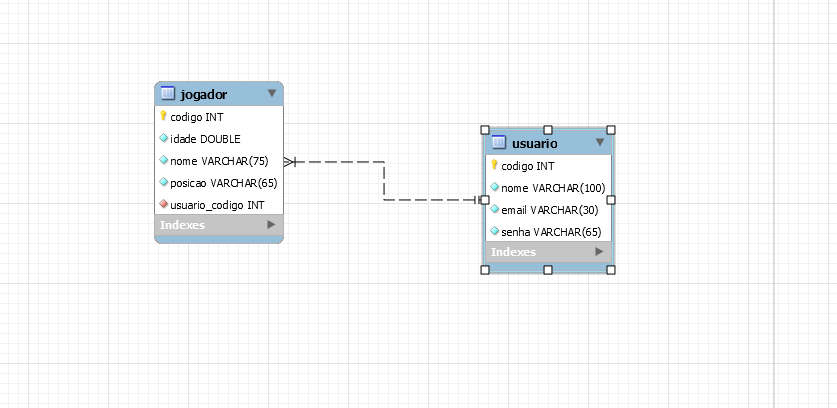 jogador
codigo INT
idade DOUBLE
nome VARCHAR(75)
posicao VARCHAR(65)
usuario_codigo INT
Indexes
usuario
codigo INT
nome VARCHAR(100)
email VARCHAR(30)
senha VARCHAR(65)
Indexes